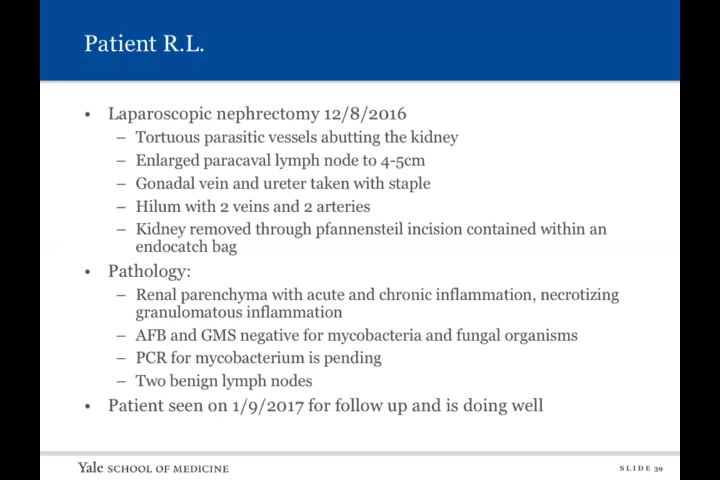 Patient R.L.
• Laparoscopic nephrectomy 12/8/2016
– Tortuous parasitic vessels abutting the kidney
– Enlarged paracaval lymph node to 4-5cm
– Gonadal vein and ureter taken with staple
– Hilum with 2 veins and 2 arteries
– Kidney removed through pfannensteil incision contained within an
endocatch bag
• Pathology:
– Renal parenchyma with acute and chronic inflammation, necrotizing
granulomatous inflammation
– AFB and GMS negative for mycobacteria and fungal organisms
– PCR for mycobacterium is pending
– Two benign lymph nodes
• Patient seen on 1/9/2017 for follow up and is doing well
Yale SCHOOL OF MEDICINE
SLIDE 39